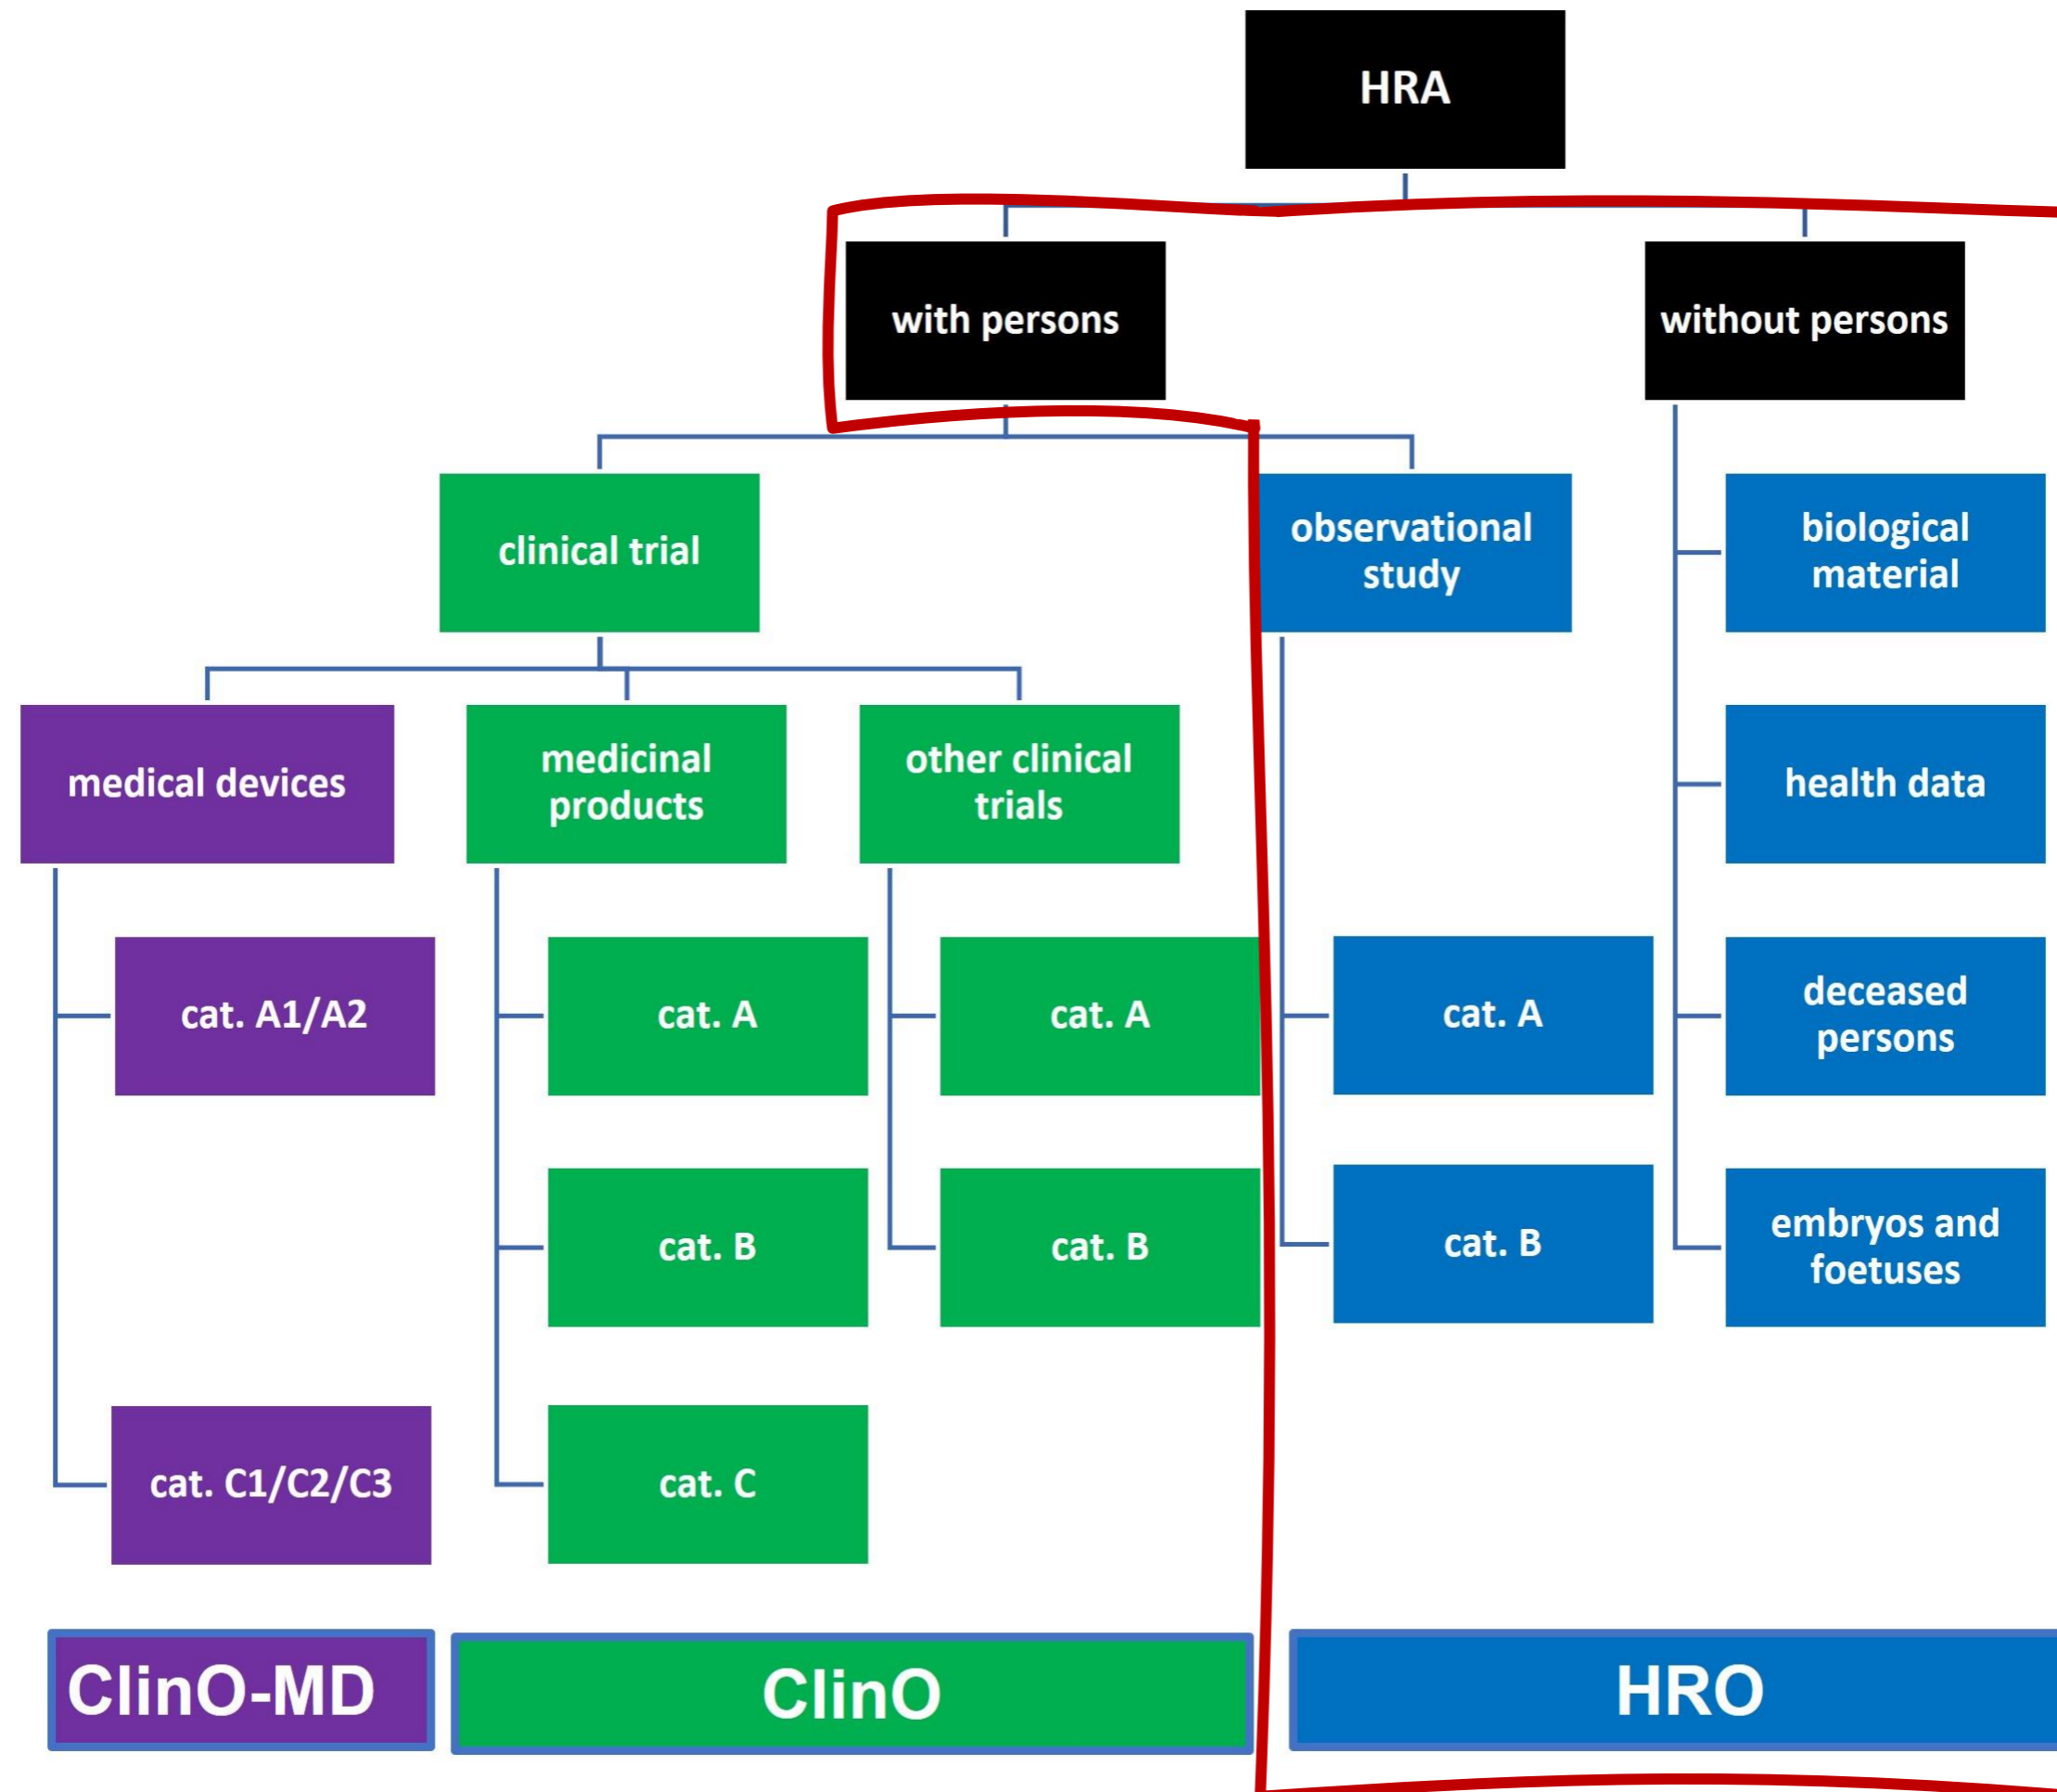 HRA
with persons
without persons
clinical trial
observational
study
biological
material
medical devices
medicinal
products
other clinical
trials
health data
cat. A1/A2
cat. A
cat. A
cat. A
deceased
persons
cat. B
cat. B
cat. B
embryos and
foetuses
cat. C1/C2/C3
cat. C
ClinO-MD
ClinO
HRO